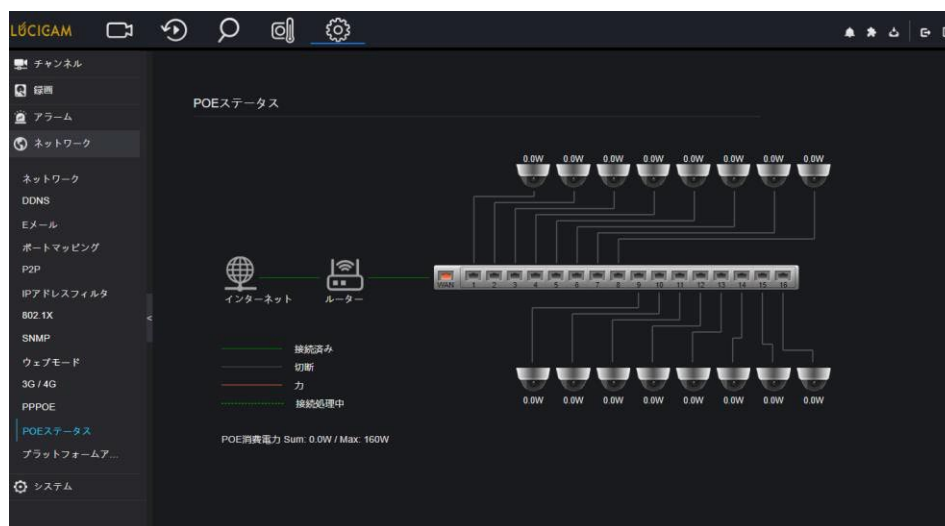 LUCIGAM
チャンネル
録画
アラーム
ネットワーク
ネットワーク
DDNS
Eメール
ポートマッピング
P2P
IPアドレスフィルタ
802.1X
SNMP
ウェブモード
3G / 4G
PPPOE
POEステータス
プラットフォームア...
システム
POEステータス
0.0W 0.0W 0.0W 0.0W 0.0W 0.0W 0.0W 0.0W
インターネット ルーター
WAN 1 2 3 4 5 6 7 8 9 10 11 12 13 14 15 16
0.0W 0.0W 0.0W 0.0W 0.0W 0.0W 0.0W 0.0W
接続済み
切断
力
接続処理中
POE消費電力 Sum: 0.0W / Max: 160W